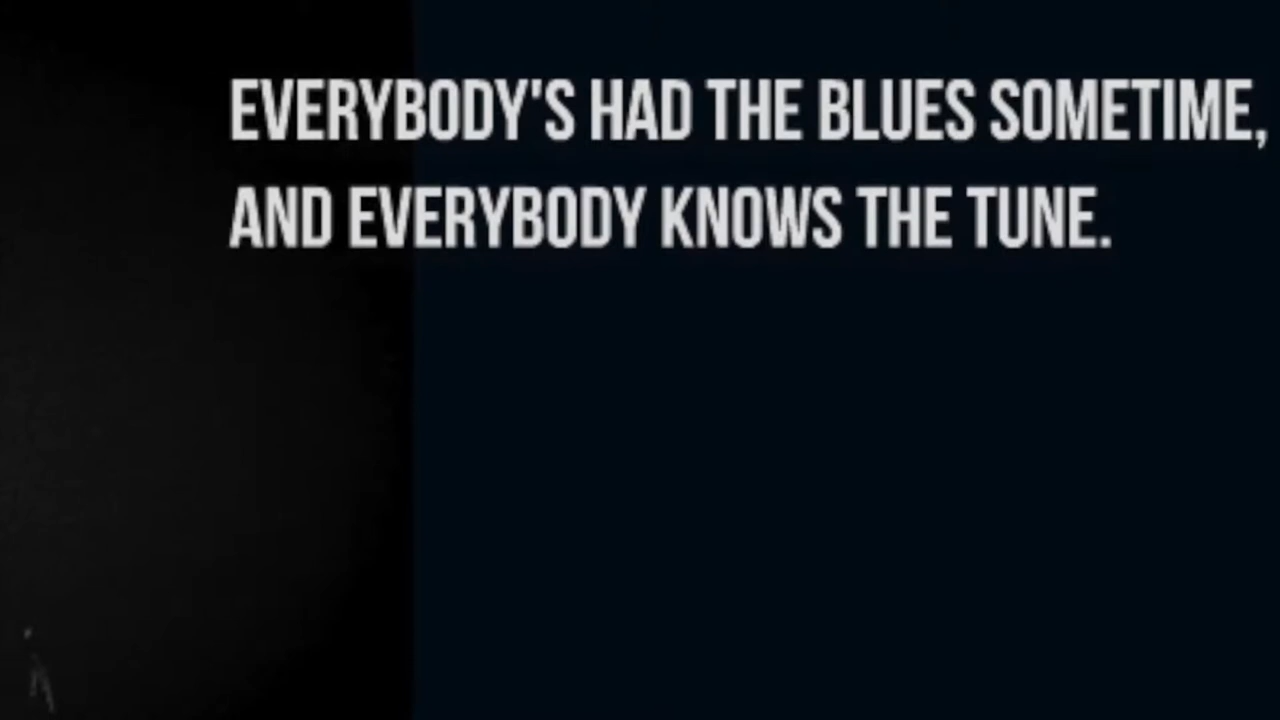 EVERYBODY'S HAD THE BLUES SOMETIME,
AND EVERYBODY KNOWS THE TUNE.